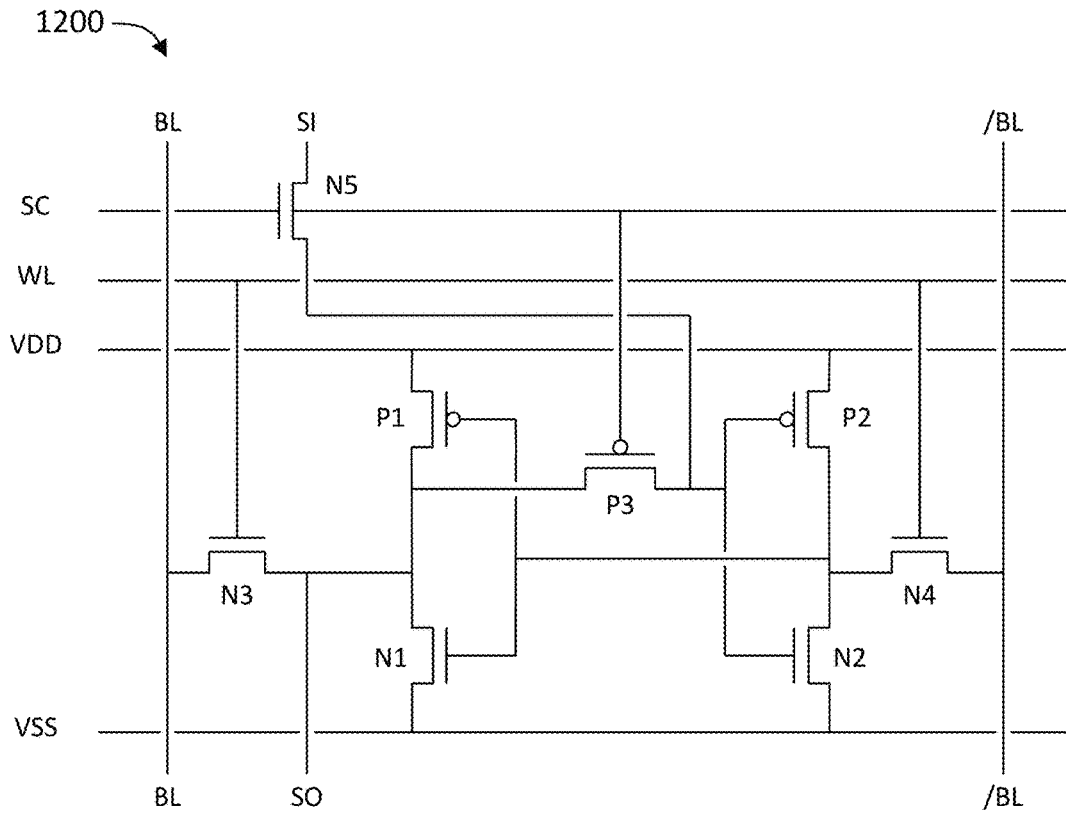 1200
BL SI /BL
N5
SC
WL
VDD
P1 P2
P3
N3 N4
N1 N2
VSS
BL SO /BL